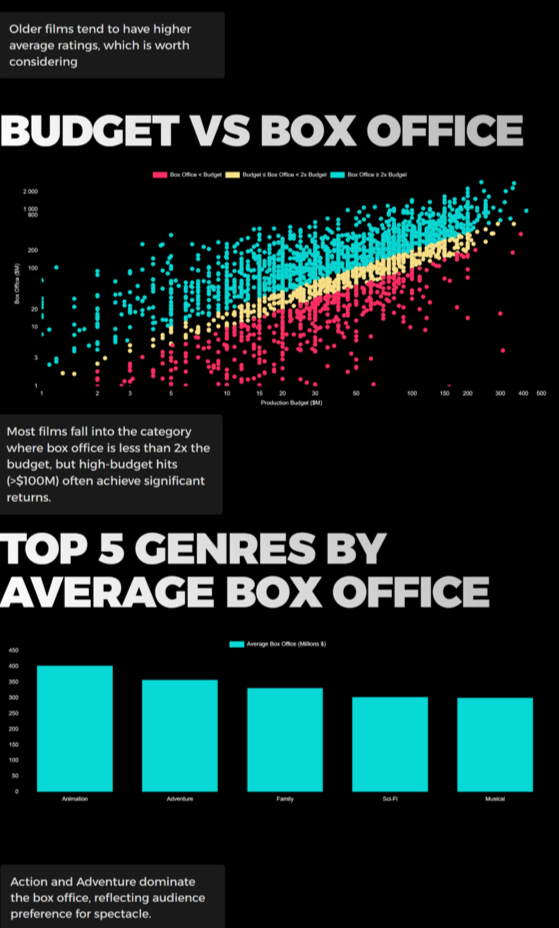 Older films tend to have higher
average ratings, which is worth
considering
BUDGET VS BOX OFFICE
Box Office < Budget Budget ≤ Box Office < 2x Budget Box Office ≥ 2x Budget
Box Office ($M)
2 000
1 000
800
200
100
20
10
3
1
1 2 3 5 10 15 20 30 50 100 150 200 300 400 500
Production Budget ($M)
Most films fall into the category
where box office is less than 2x the
budget, but high-budget hits
(>$100M) often achieve significant
returns.
TOP 5 GENRES BY
AVERAGE BOX OFFICE
Average Box Office (Millions $)
450
400
350
300
250
200
150
100
50
0
Animation Adventure Family Sci-Fi Musical
Action and Adventure dominate
the box office, reflecting audience
preference for spectacle.